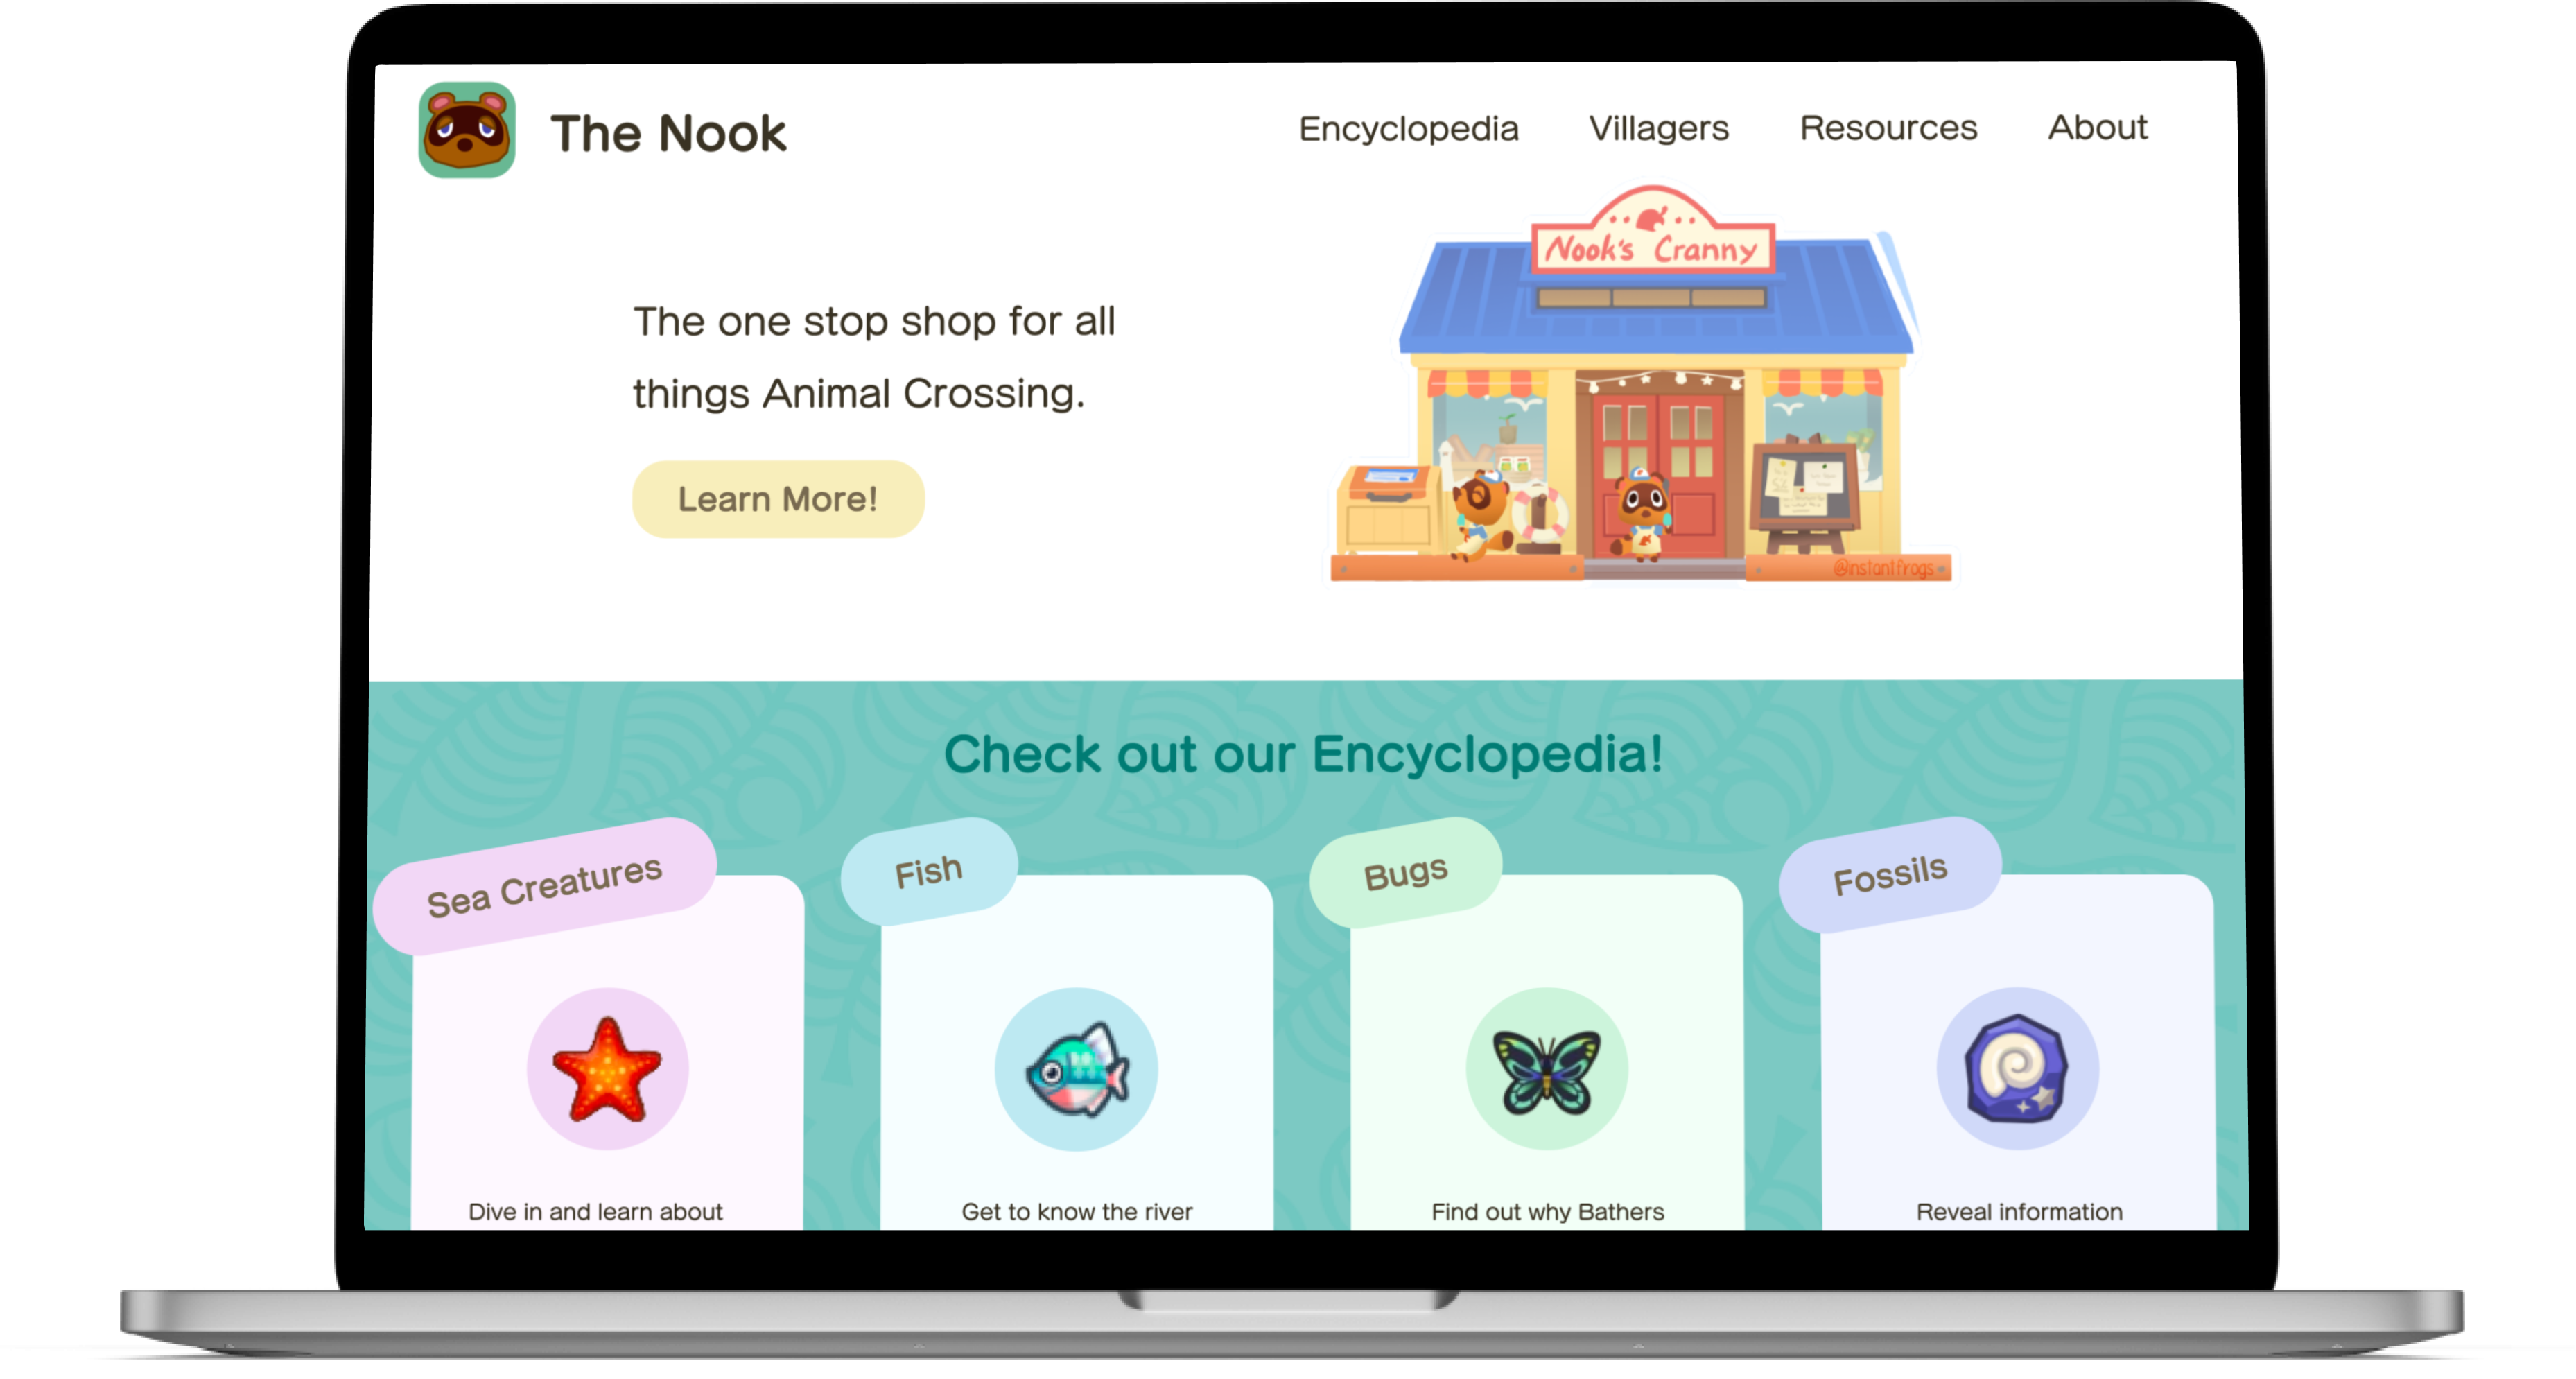 The Nook
Encyclopedia Villagers Resources About
Nook's Cranny
The one stop shop for all
things Animal Crossing.
Learn More!
@instantfrogs
Check out our Encyclopedia!
Sea Creatures
Fish
Bugs
Fossils
Dive in and learn about
Get to know the river
Find out why Bathers
Reveal information